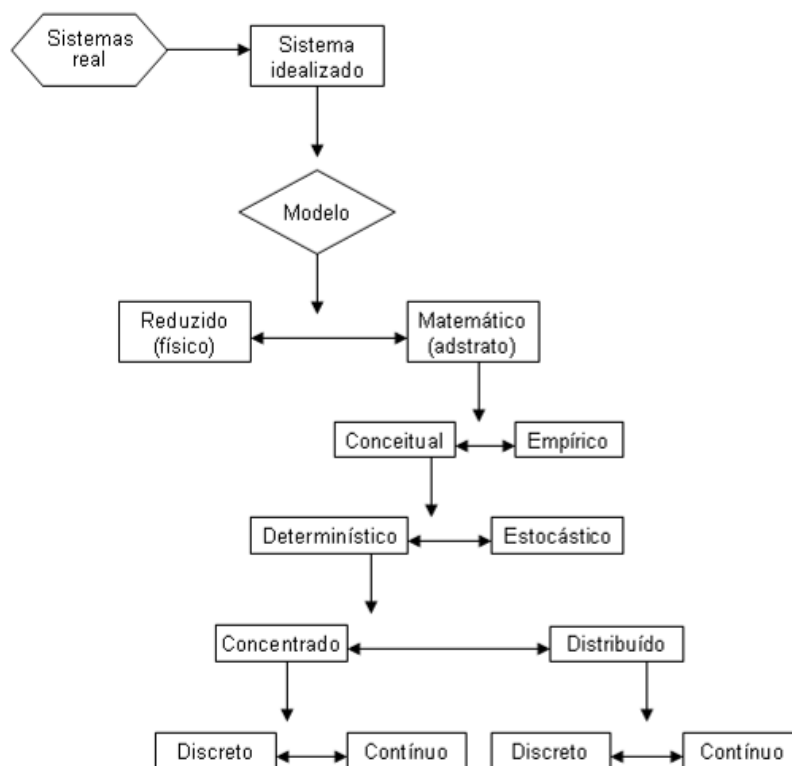 Sistemas
real
Sistema
idealizado
Modelo
Reduzido
(físico)
Matemático
(adstrato)
Conceitual
Empírico
Determinístico
Estocástico
Concentrado
Distribuído
Discreto
Contínuo
Discreto
Contínuo